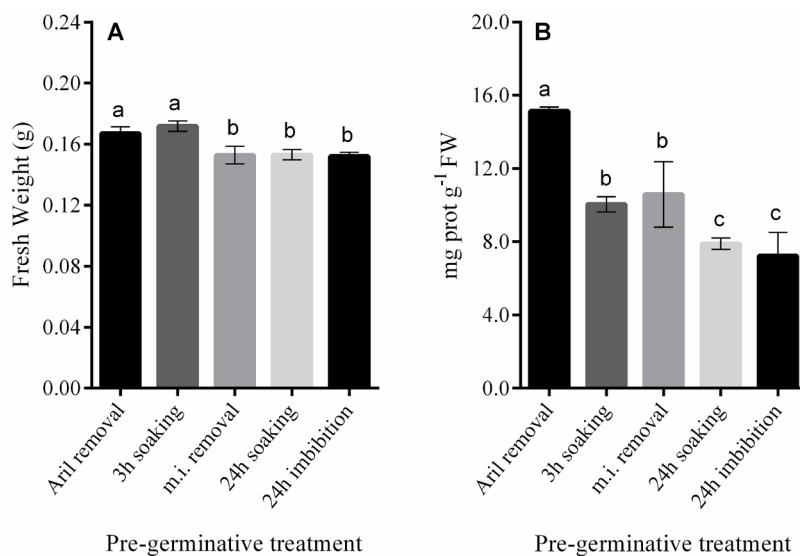 A
Fresh Weight (g)
0.24
0.20
0.16
0.12
0.08
0.04
0.00
a
a
b
b
b
Aril removal
3h soaking
m.i. removal
24h soaking
24h imbibition
Pre-germinative treatment
B
mg prot g⁻¹ FW
20.0
16.0
12.0
8.0
4.0
0.0
a
b
b
c
c
Aril removal
3h soaking
m.i. removal
24h soaking
24h imbibition
Pre-germinative treatment